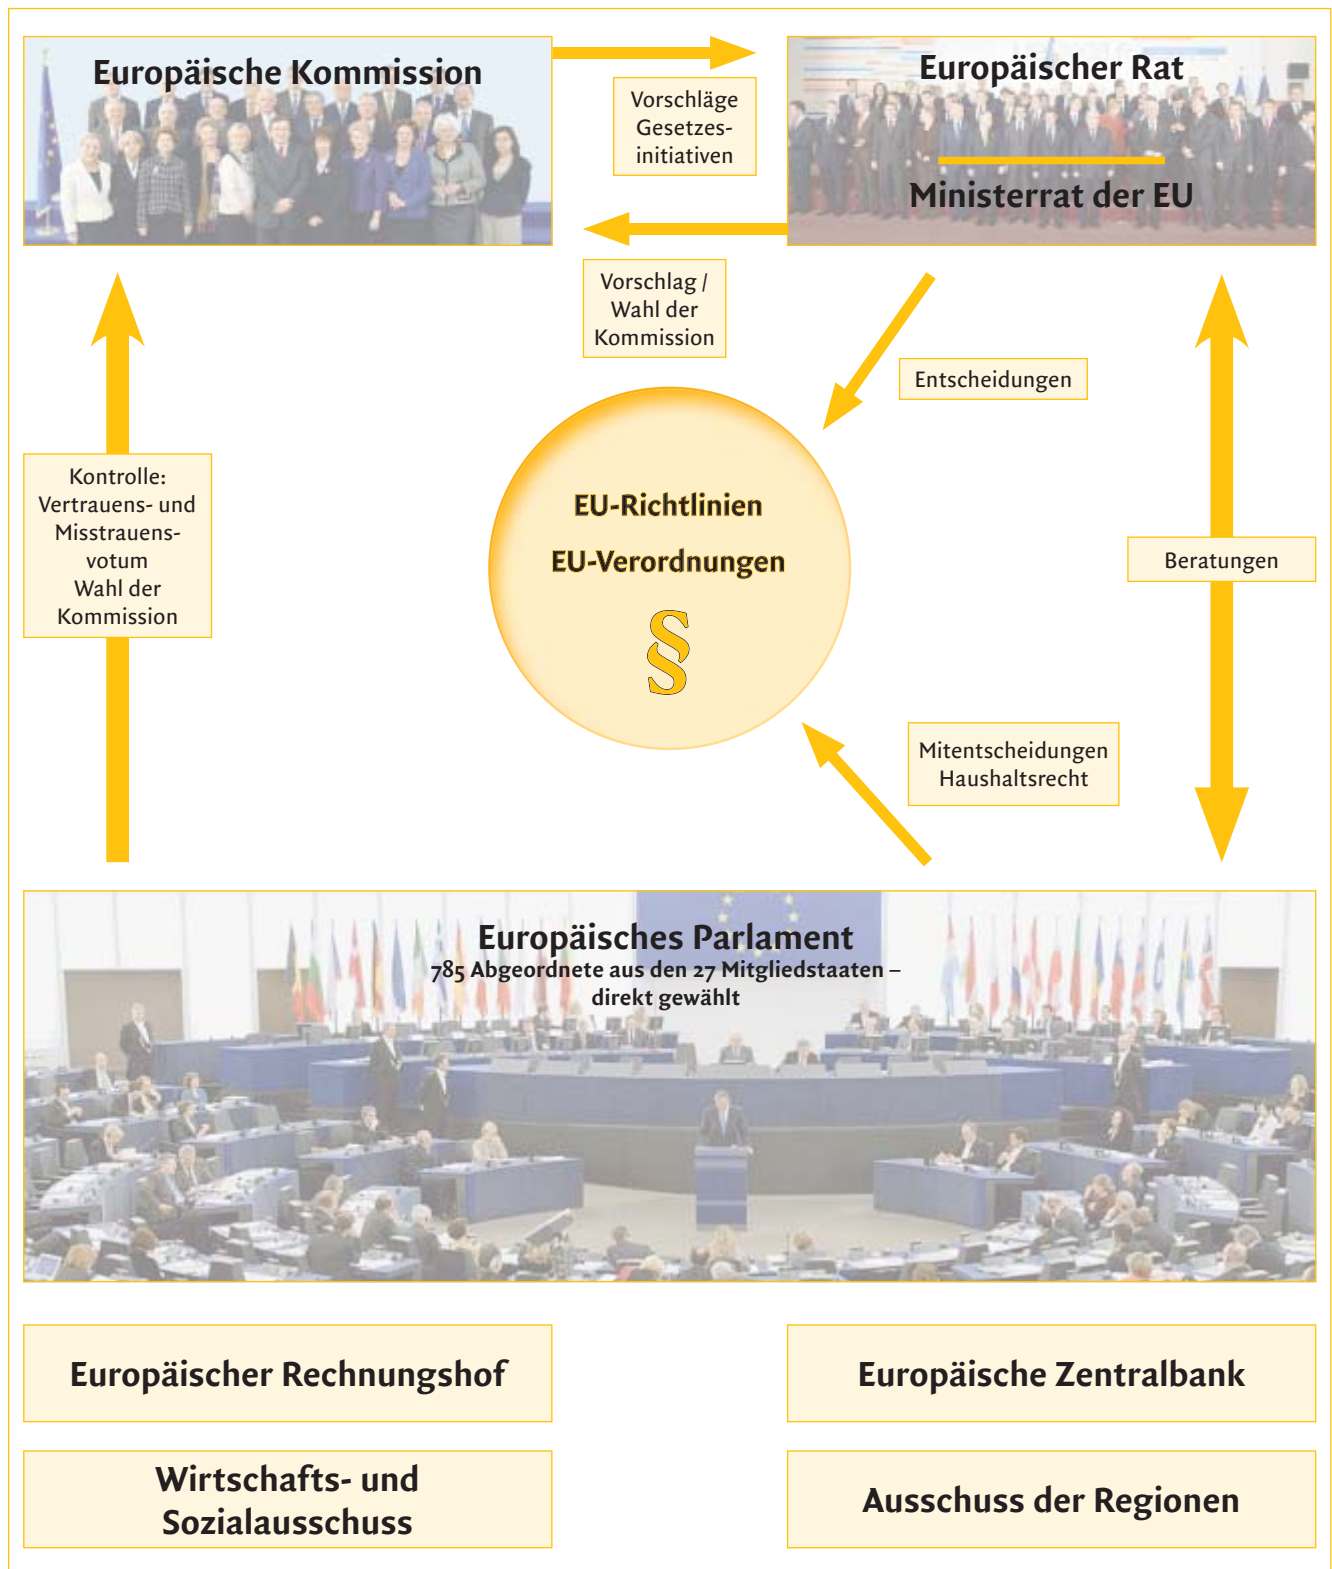 Europäische Kommission
Vorschläge
Gesetzes-
initiativen
Europäischer Rat
Ministerrat der EU
Vorschlag /
Wahl der
Kommission
Entscheidungen
Kontrolle:
Vertrauens- und
Misstrauens-
votum
Wahl der
Kommission
EU-Richtlinien
EU-Verordnungen
§
Beratungen
Mitentscheidungen
Haushaltsrecht
Europäisches Parlament
785 Abgeordnete aus den 27 Mitgliedstaaten –
direkt gewählt
Europäischer Rechnungshof
Europäische Zentralbank
Wirtschafts- und
Sozialausschuss
Ausschuss der Regionen